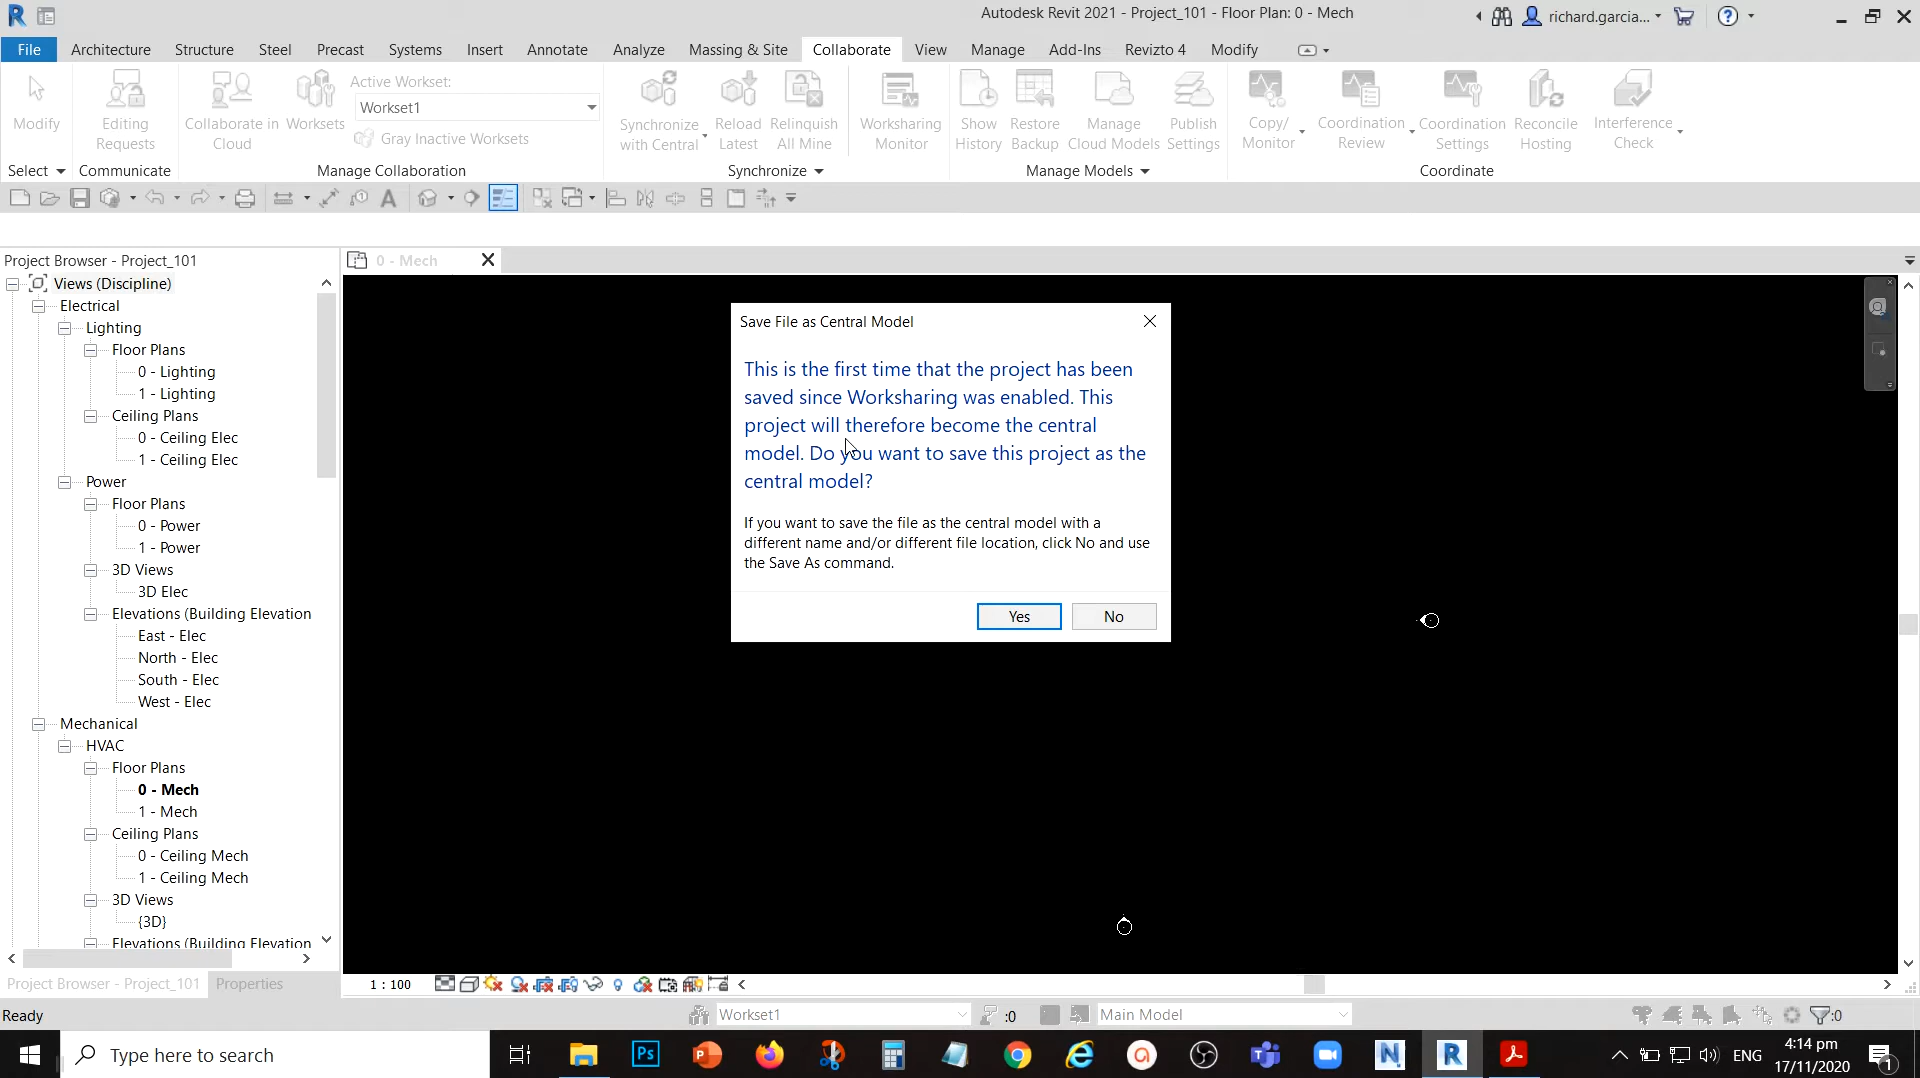 Autodesk Revit 2021 - Project_101 - Floor Plan: 0 - Mech
richard.garcia...
File Architecture Structure Steel Precast Systems Insert Annotate Analyze Massing & Site Collaborate View Manage Add-Ins Revizto 4 Modify
Modify
Editing Requests
Collaborate in Cloud
Worksets
Active Workset:
Workset1
Gray Inactive Worksets
Synchronize with Central
Reload Latest
Relinquish All Mine
Worksharing Monitor
Show History
Restore Backup
Manage Cloud Models
Publish Settings
Copy/ Monitor
Coordination Review
Coordination Settings
Reconcile Hosting
Interference Check
Select Communicate Manage Collaboration Synchronize Manage Models Coordinate
Project Browser - Project_101
0 - Mech
Views (Discipline)
Electrical
Lighting
Floor Plans
0 - Lighting
1 - Lighting
Ceiling Plans
0 - Ceiling Elec
1 - Ceiling Elec
Power
Floor Plans
0 - Power
1 - Power
3D Views
3D Elec
Elevations (Building Elevation
East - Elec
North - Elec
South - Elec
West - Elec
Mechanical
HVAC
Floor Plans
0 - Mech
1 - Mech
Ceiling Plans
0 - Ceiling Mech
1 - Ceiling Mech
3D Views
{3D}
Elevations (Building Elevation
Save File as Central Model
This is the first time that the project has been
saved since Worksharing was enabled. This
project will therefore become the central
model. Do you want to save this project as the
central model?
If you want to save the file as the central model with a
different name and/or different file location, click No and use
the Save As command.
Yes No
Project Browser - Project_101 Properties
1 : 100
Ready
Workset1
:0
Main Model
:0
Type here to search
ENG
4:14 pm
17/11/2020
1